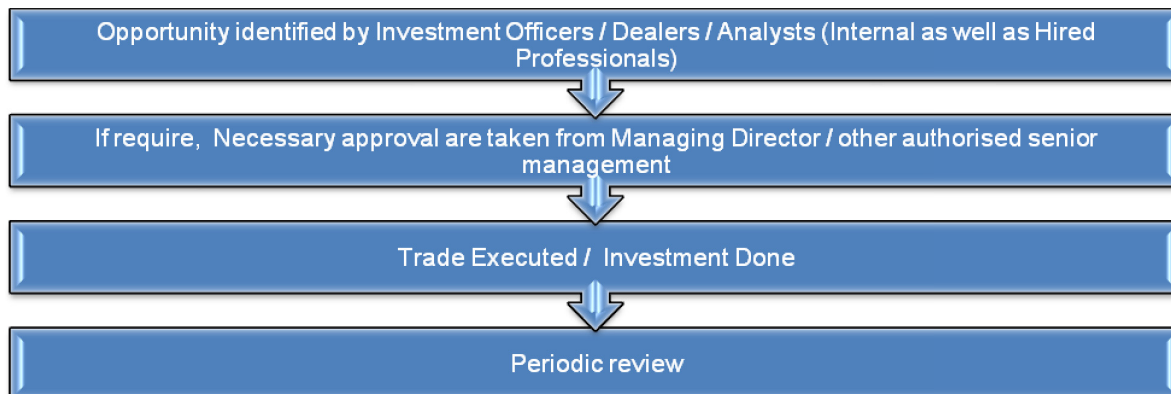 Opportunity identified by Investment Officers / Dealers / Analysts (Internal as well as Hired
Professionals)
If require, Necessary approval are taken from Managing Director / other authorised senior
management
Trade Executed / Investment Done
Periodic review